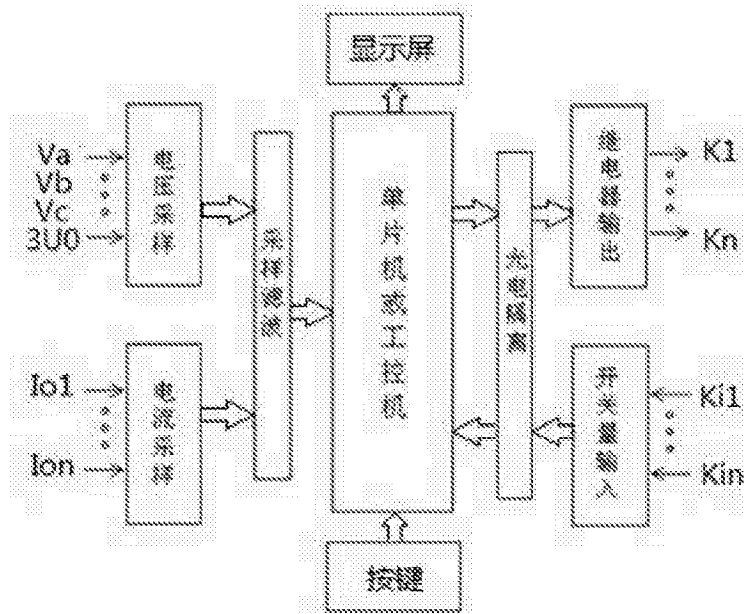 显示屏
Va
Vb
Vc
3U0
电压采样
Io1
Ion
电流采样
采样总线
单片机或工控机
光电隔离
继电器输出
K1
Kn
开关量输入
Ki1
Kin
按键